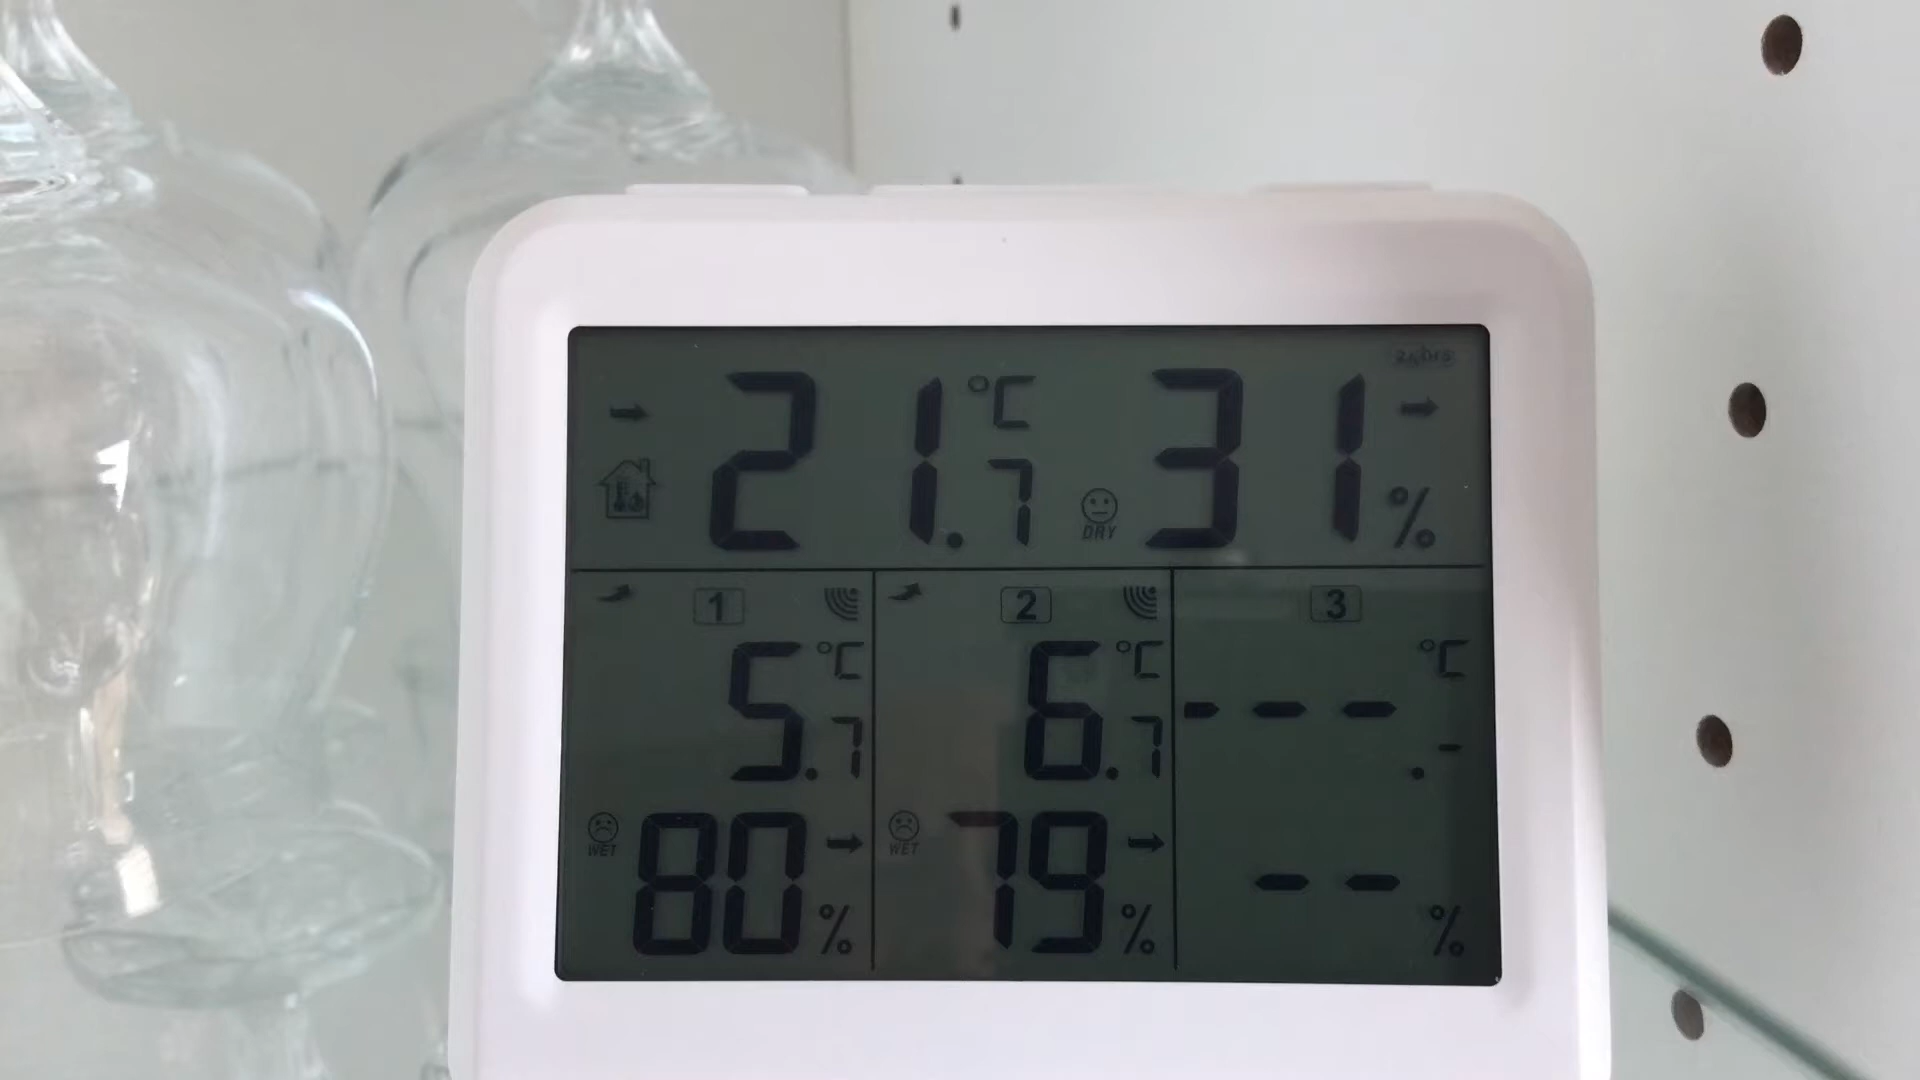 24hrs
21.7 °C DRY 31 %
1 2 3
5.7 °C 6.7 °C ---.- °C
WET 80 % WET 79 % -- %